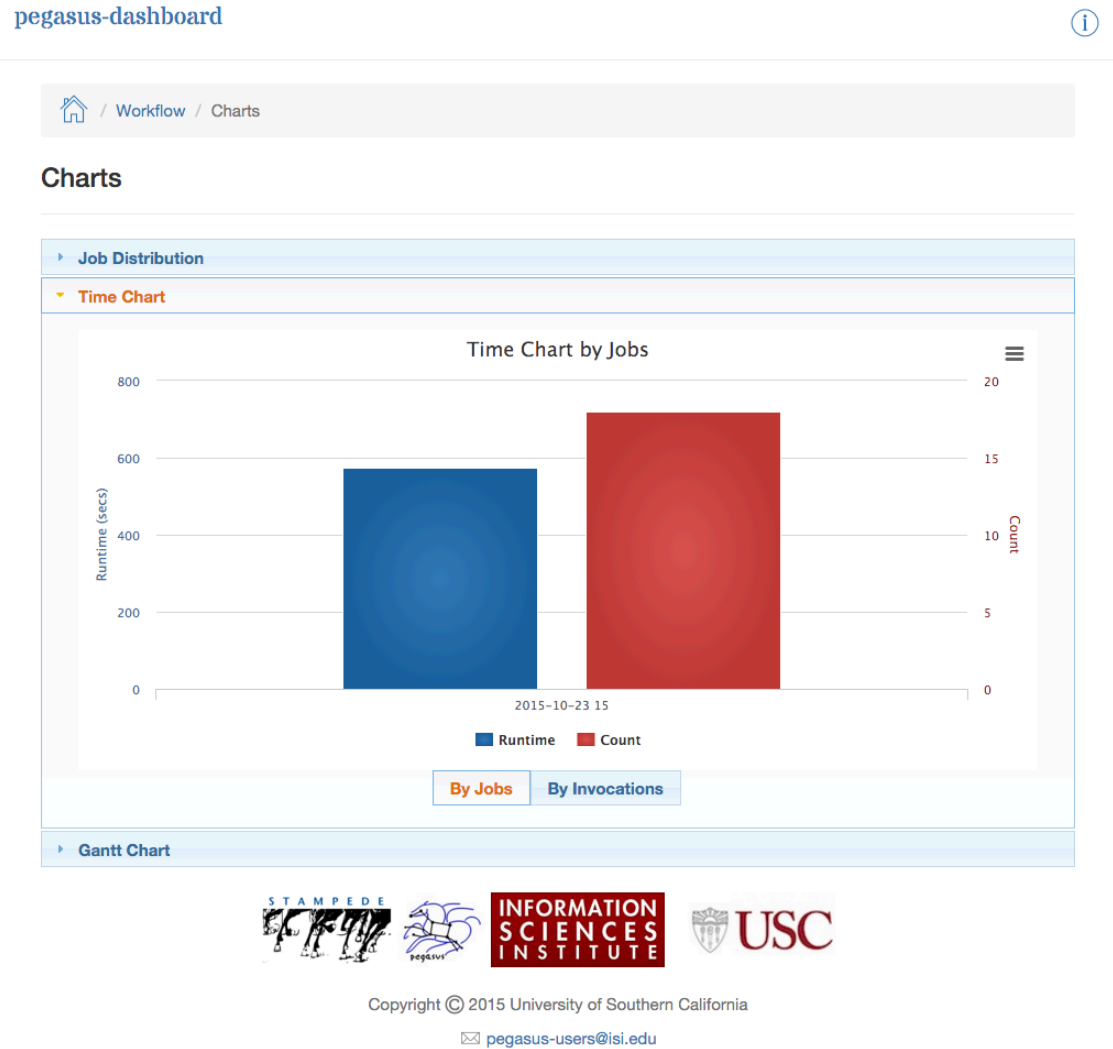 pegasus-dashboard
i
/ Workflow / Charts
Charts
Job Distribution
Time Chart
Time Chart by Jobs
800
600
400
200
0
Runtime (secs)
20
15
10
5
0
Count
2015-10-23 15
Runtime Count
By Jobs By Invocations
Gantt Chart
STAMPEDE
pegasus
INFORMATION
SCIENCES
INSTITUTE
USC
Copyright © 2015 University of Southern California
pegasus-users@isi.edu